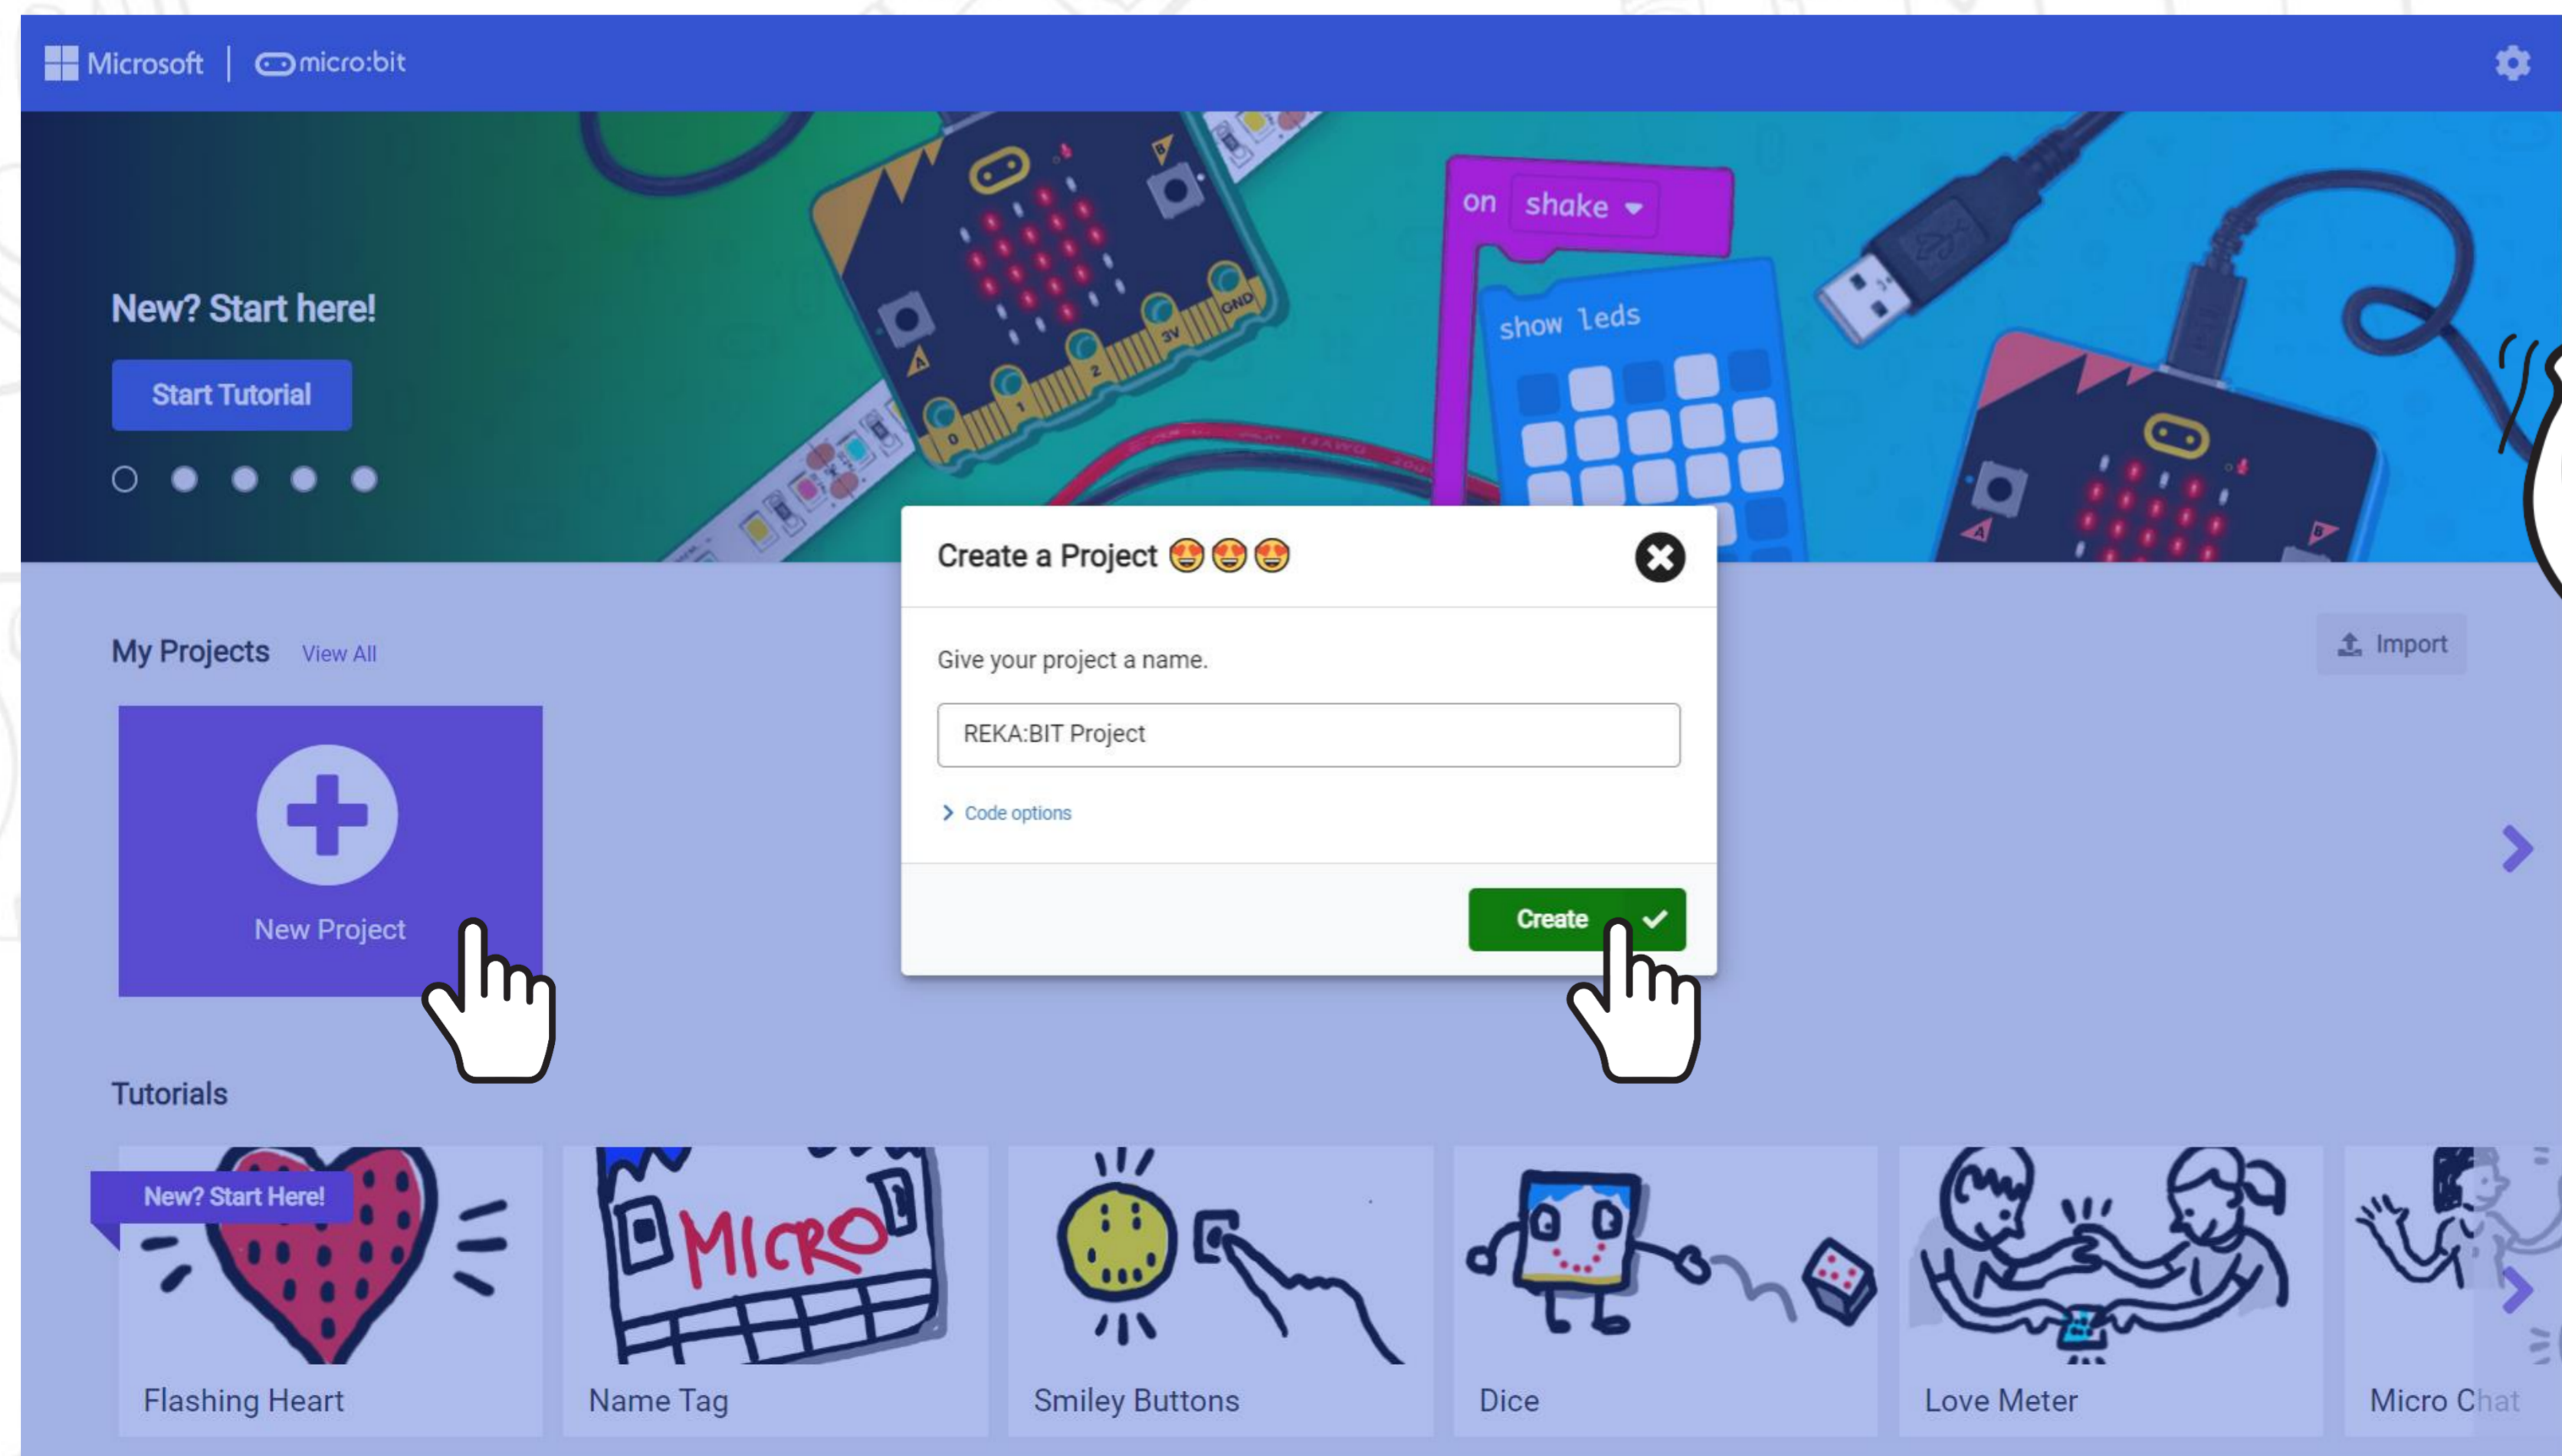 Microsoft | micro:bit
on shake
show leds
New? Start here!
Start Tutorial
A
B
0
1
2
3V
GND
A
B
Create a Project 😍😍😍
Give your project a name.
REKA:BIT Project
Code options
Create
My Projects View All
Import
New Project
Tutorials
New? Start Here!
MICRO
Flashing Heart
Name Tag
Smiley Buttons
Dice
Love Meter
Micro Chat